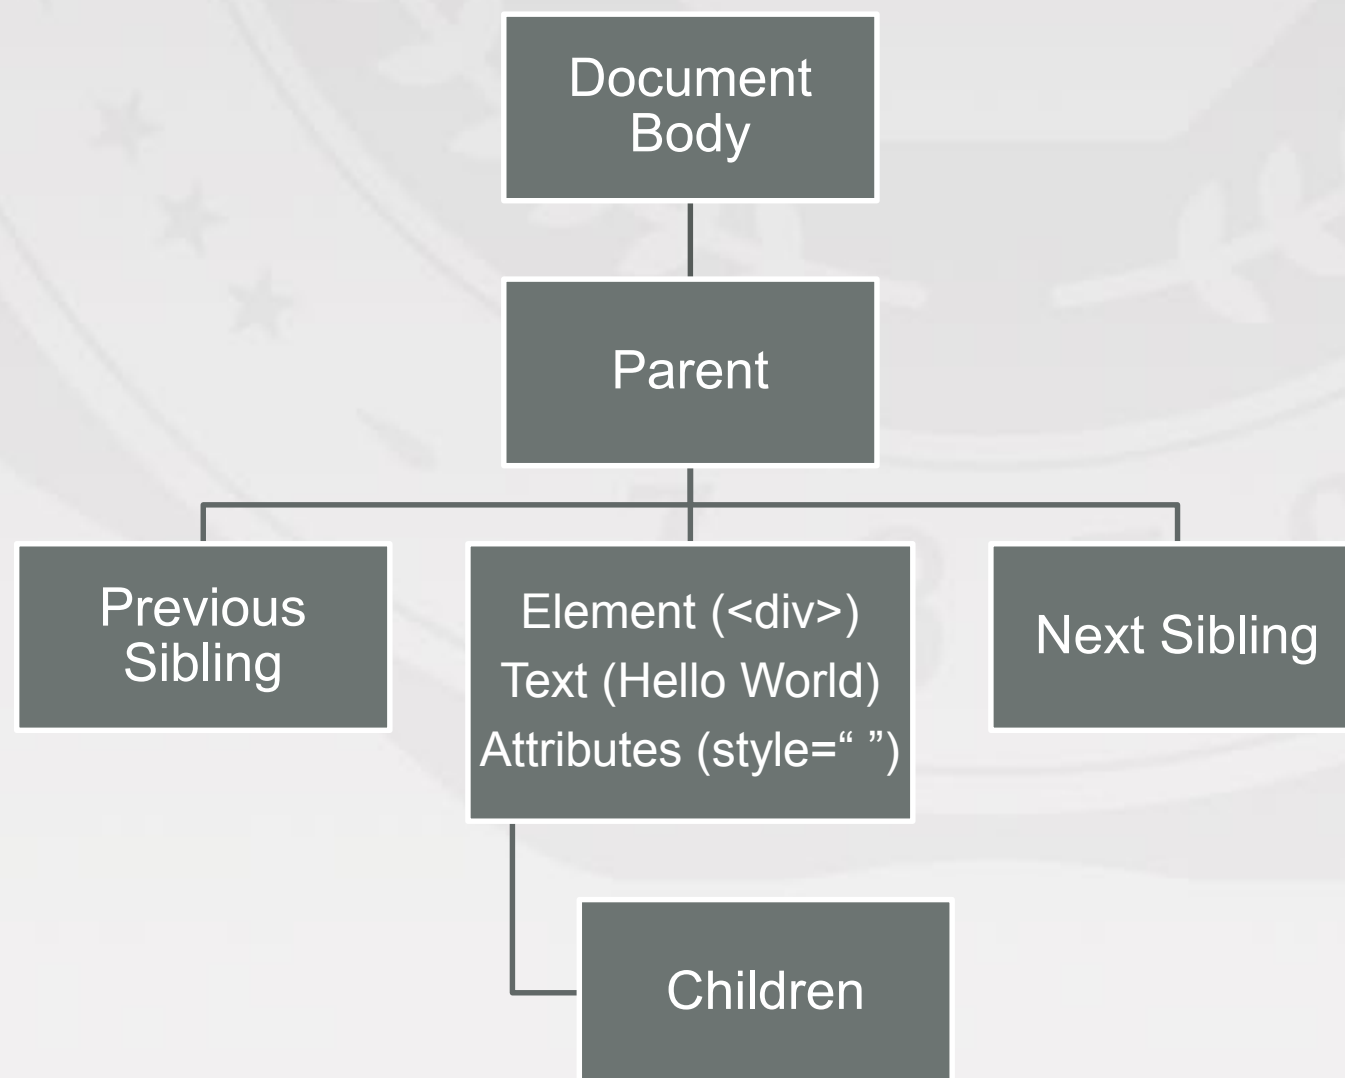 Document
Body
Parent
Previous
Sibling
Element (<div>)
Text (Hello World)
Attributes (style=“ ”)
Next Sibling
Children